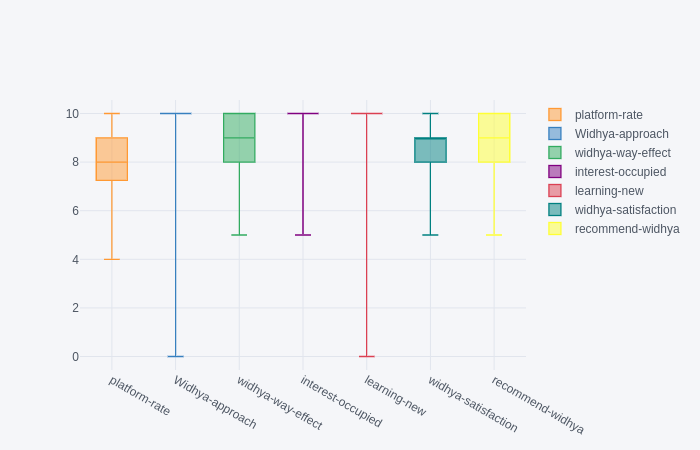 10
8
6
4
2
0
platform-rate
Widhya-approach
widhya-way-effect
interest-occupied
learning-new
widhya-satisfaction
recommend-widhya
platform-rate
Widhya-approach
widhya-way-effect
interest-occupied
learning-new
widhya-satisfaction
recommend-widhya